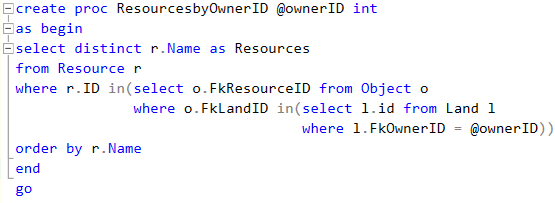 create proc ResourcesbyOwnerID @ownerID int
as begin
select distinct r.Name as Resources
from Resource r
where r.ID in(select o.FkResourceID from Object o
where o.FkLandID in(select l.id from Land l
where l.FkOwnerID = @ownerID))
order by r.Name
end
go